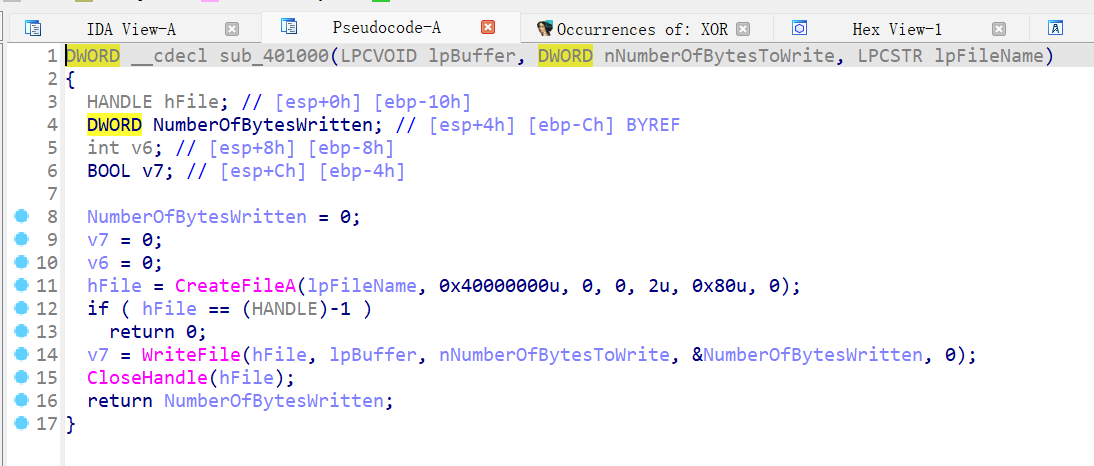 IDA View-A Pseudocode-A Occurrences of: XOR Hex View-1
1 DWORD __cdecl sub_401000(LPCVOID lpBuffer, DWORD nNumberOfBytesToWrite, LPCSTR lpFileName)
2 {
3 HANDLE hFile; // [esp+0h] [ebp-10h]
4 DWORD NumberOfBytesWritten; // [esp+4h] [ebp-Ch] BYREF
5 int v6; // [esp+8h] [ebp-8h]
6 BOOL v7; // [esp+Ch] [ebp-4h]
7
8 NumberOfBytesWritten = 0;
9 v7 = 0;
10 v6 = 0;
11 hFile = CreateFileA(lpFileName, 0x40000000u, 0, 0, 2u, 0x80u, 0);
12 if ( hFile == (HANDLE)-1 )
13 return 0;
14 v7 = WriteFile(hFile, lpBuffer, nNumberOfBytesToWrite, &NumberOfBytesWritten, 0);
15 CloseHandle(hFile);
16 return NumberOfBytesWritten;
17 }